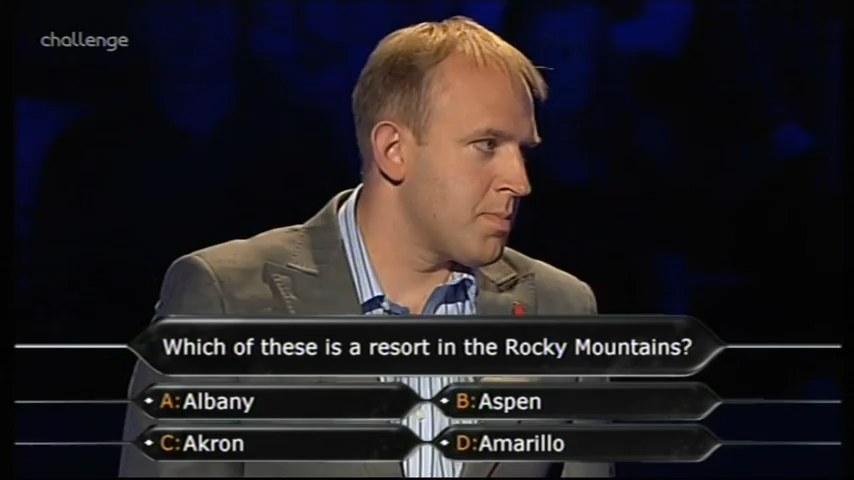 challenge
Which of these is a resort in the Rocky Mountains?
A:Albany
B:Aspen
C:Akron
D:Amarillo